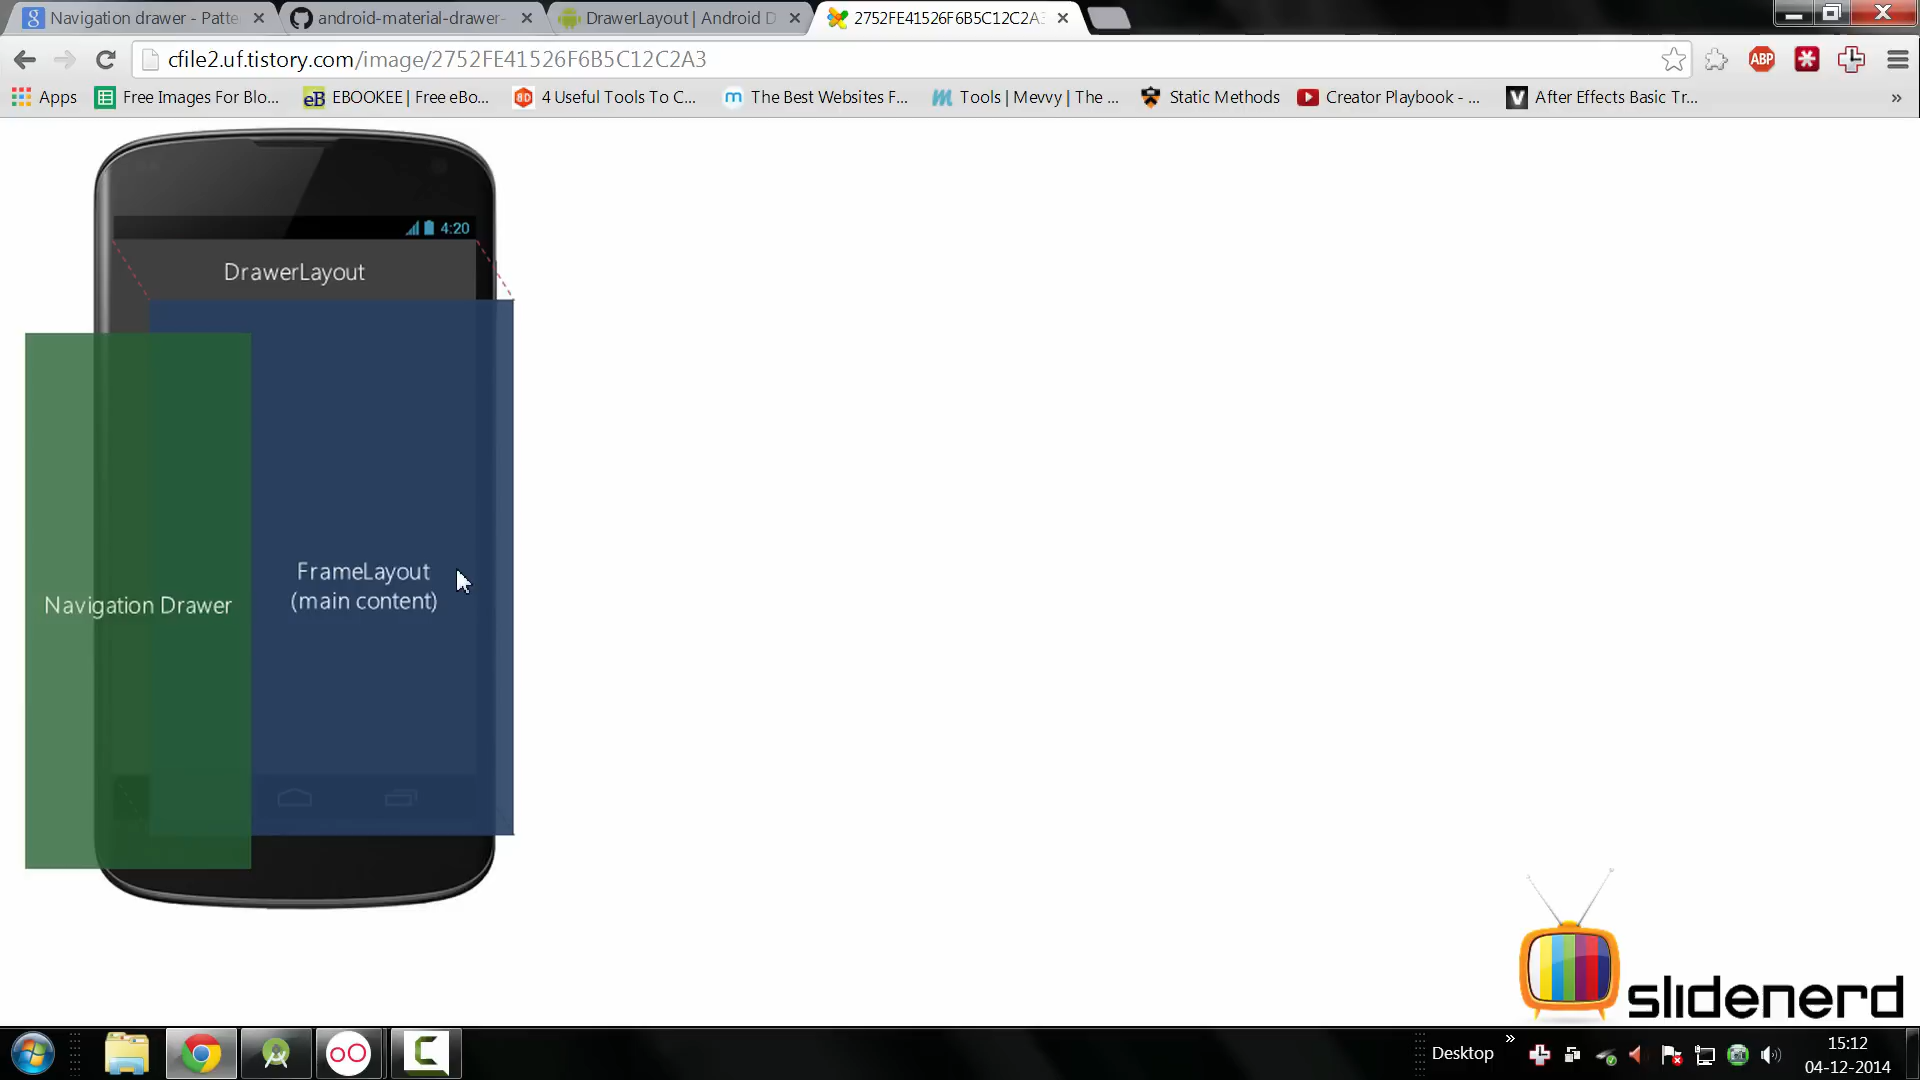 Navigation drawer - Patte
android-material-drawer-
DrawerLayout | Android D
2752FE41526F6B5C12C2A3
cfile2.uf.tistory.com/image/2752FE41526F6B5C12C2A3
ABP
Apps
Free Images For Blo...
EBOOKEE | Free eBo...
4 Useful Tools To C...
The Best Websites F...
Tools | Mevvy | The ...
Static Methods
Creator Playbook - ...
After Effects Basic Tr...
4:20
DrawerLayout
FrameLayout
(main content)
Navigation Drawer
slidenerd
Desktop
15:12
04-12-2014